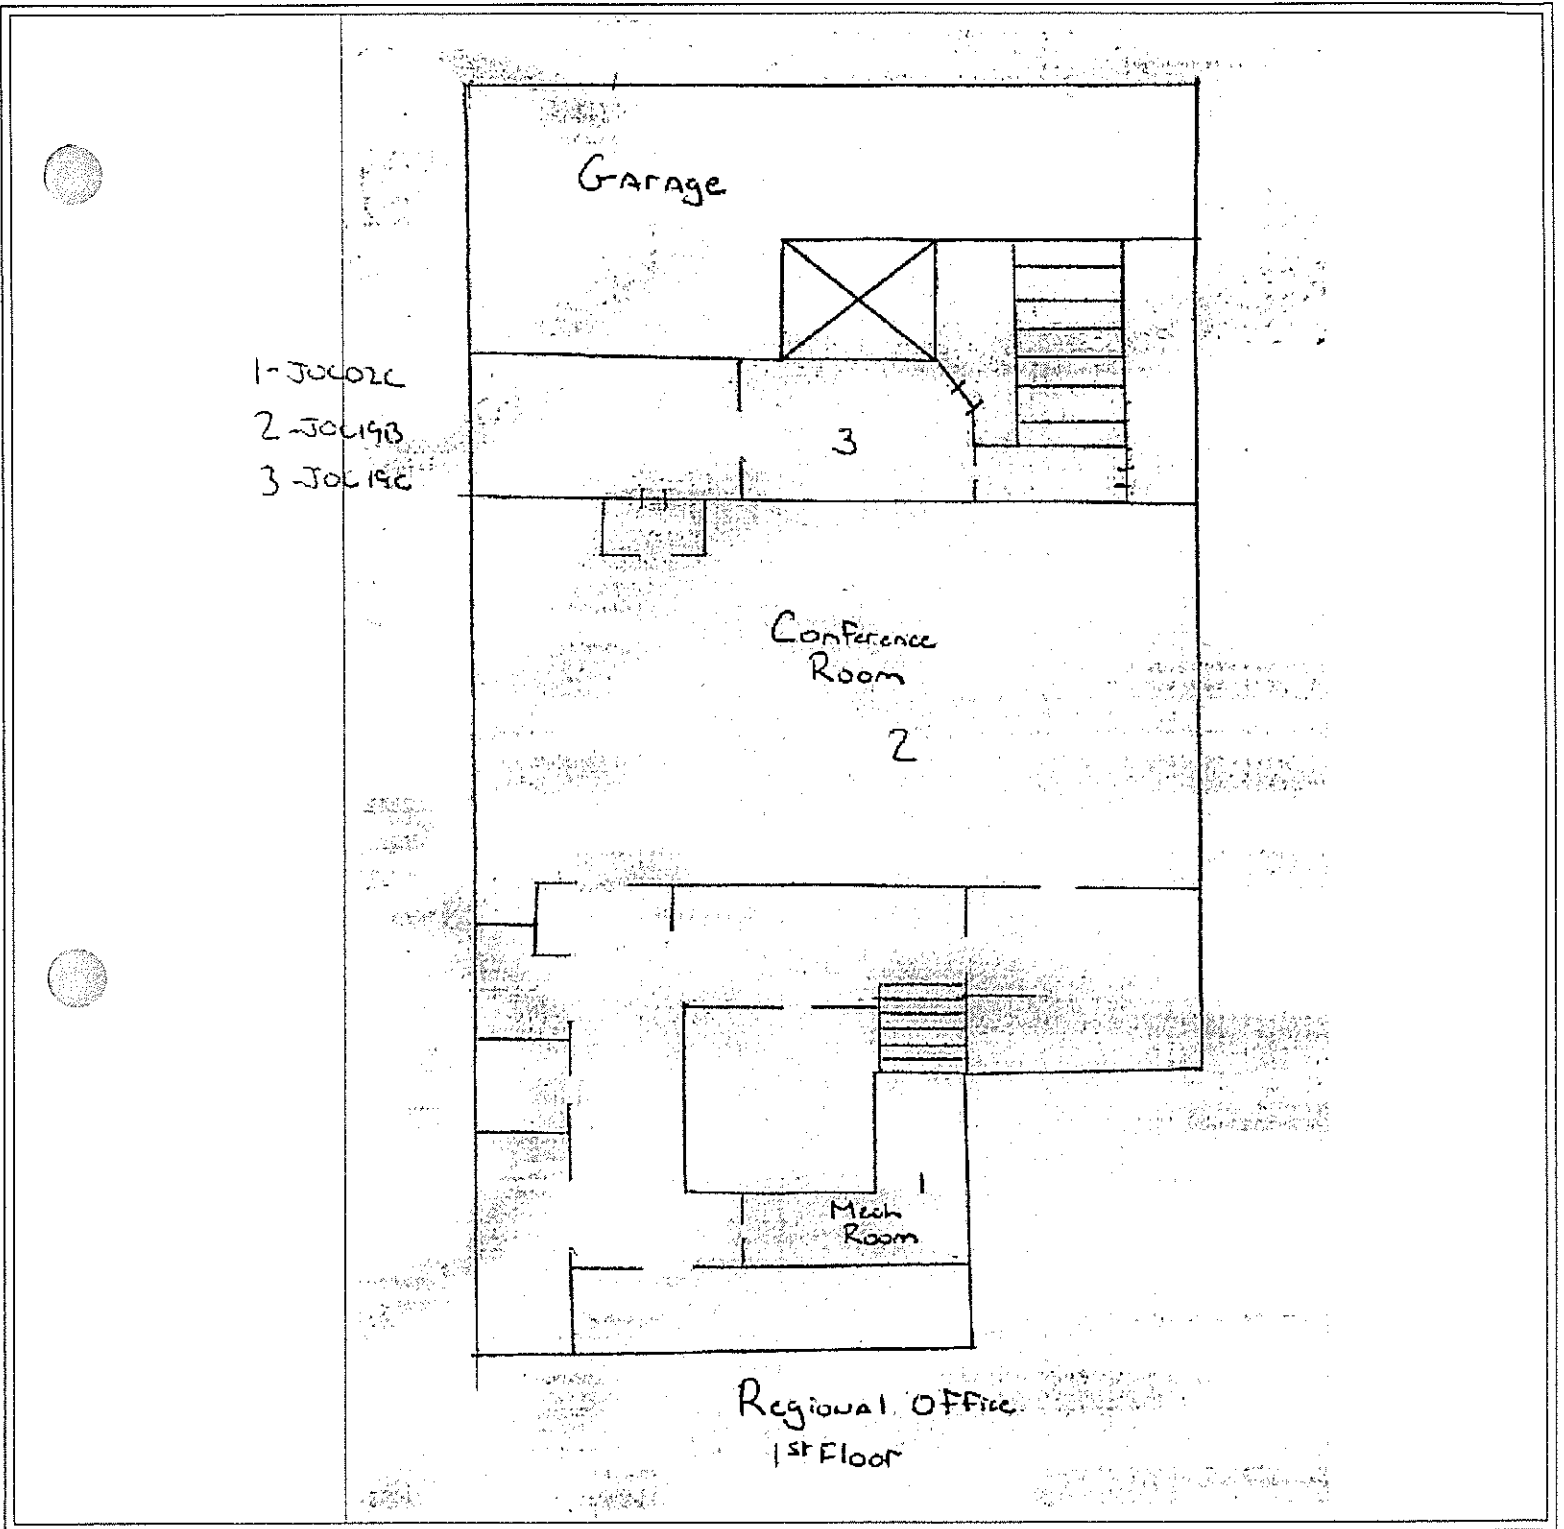 Garage
1-JOC02C
2-JOC19B
3-JOC19C
3
Conference
Room
2
1
Mech
Room
Regional Office
1st Floor